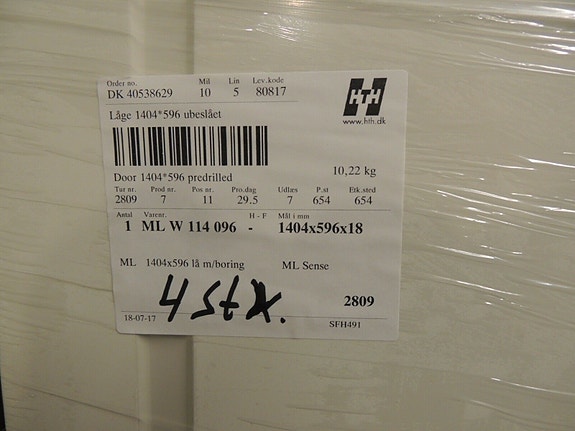 Order no. Mil Lin Lev.kode
DK 40538629 10 5 80817
HTH
www.hth.dk
Låge 1404*596 ubeslået
Door 1404*596 predrilled 10,22 kg
Tur nr. Prod nr. Pos nr. Pro.dag Udlæs P.st Etk.sted
2809 7 11 29.5 7 654 654
Antal Varenr. H - F Mål i mm
1 ML W 114 096 - 1404x596x18
ML 1404x596 lå m/boring ML Sense
4 stk.
2809
18-07-17 SFH491